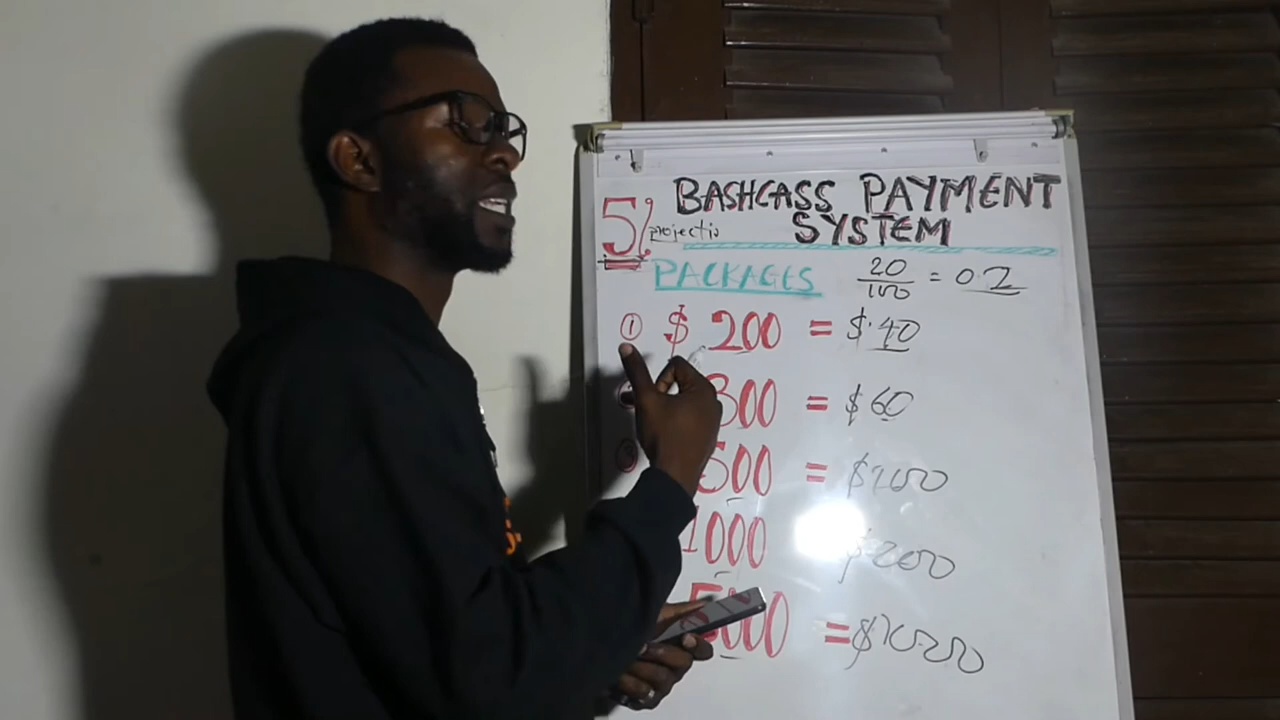 BASHCASS PAYMENT
SYSTEM
5% projectio
PACKAGES
20/100 = 0.2
① $ 200 = $40
300 = $60
③ 500 = $100
1000 $200
5000 = $1000